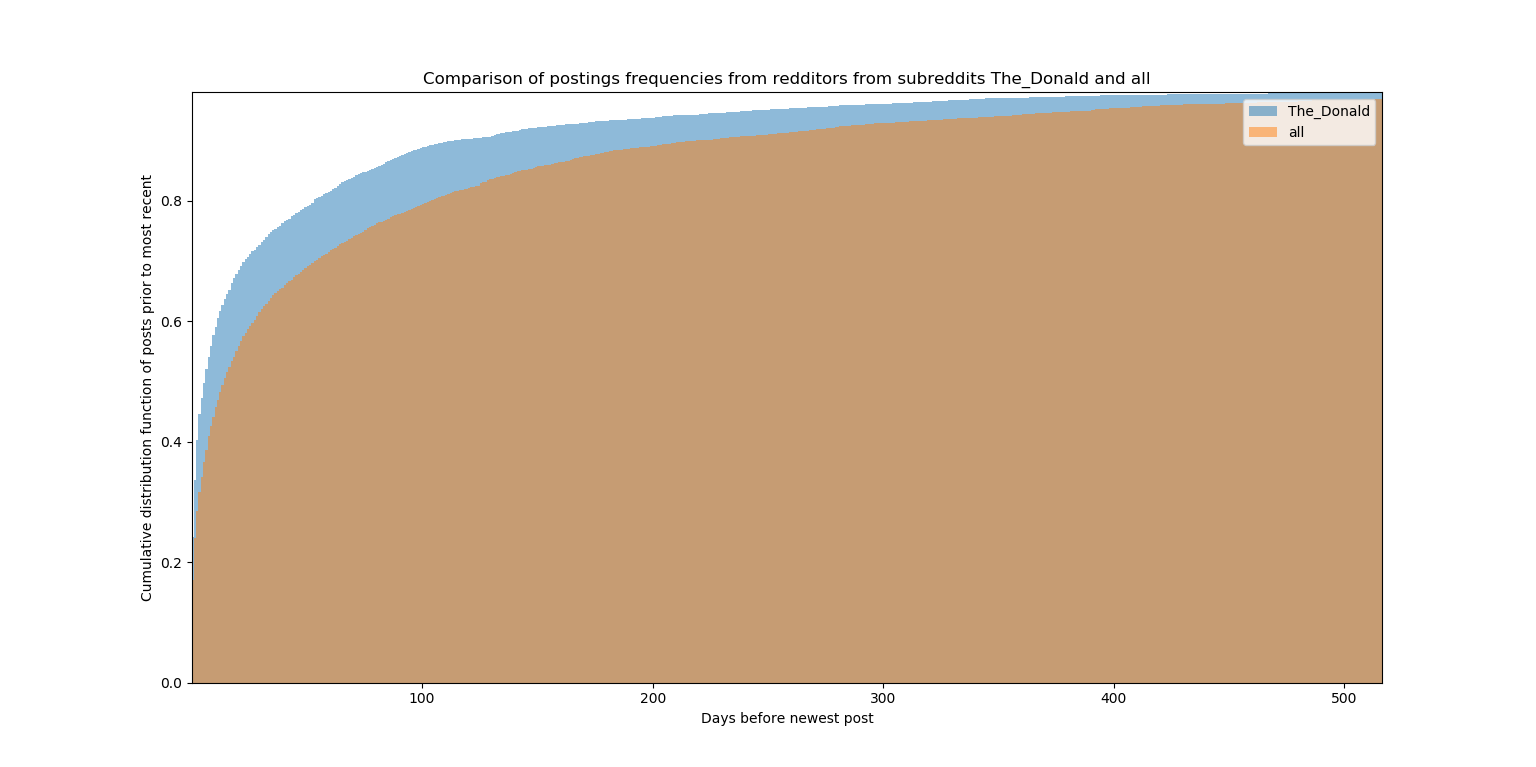 Comparison of postings frequencies from redditors from subreddits The_Donald and all
The_Donald
all
Cumulative distribution function of posts prior to most recent
0.8
0.6
0.4
0.2
0.0
100
200
300
400
500
Days before newest post